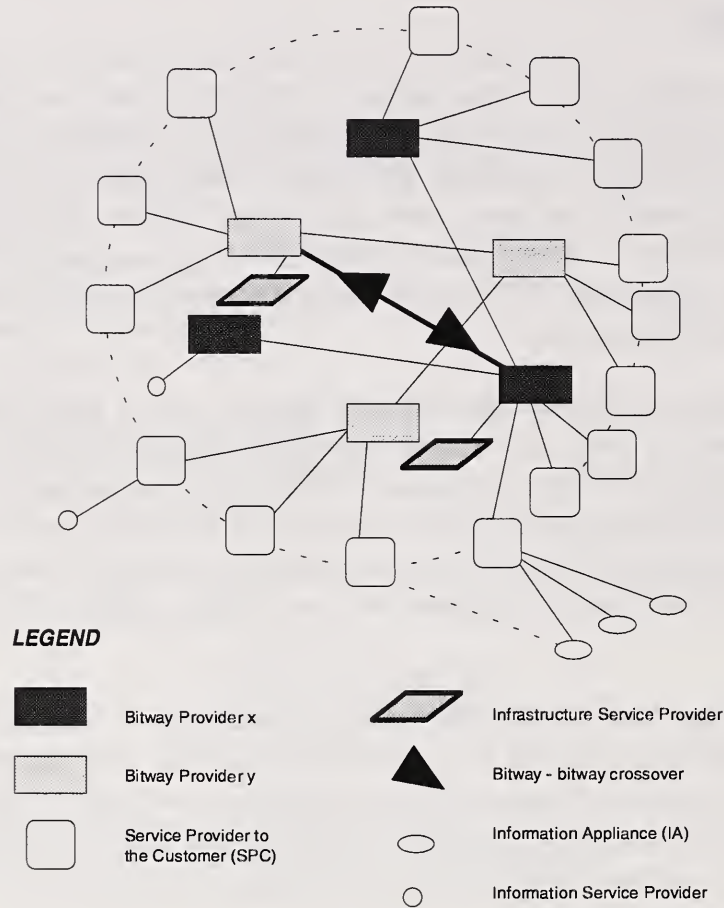 LEGEND
Bitway Provider x
Bitway Provider y
Service Provider to
the Customer (SPC)
Infrastructure Service Provider
Bitway - bitway crossover
Information Appliance (IA)
Information Service Provider